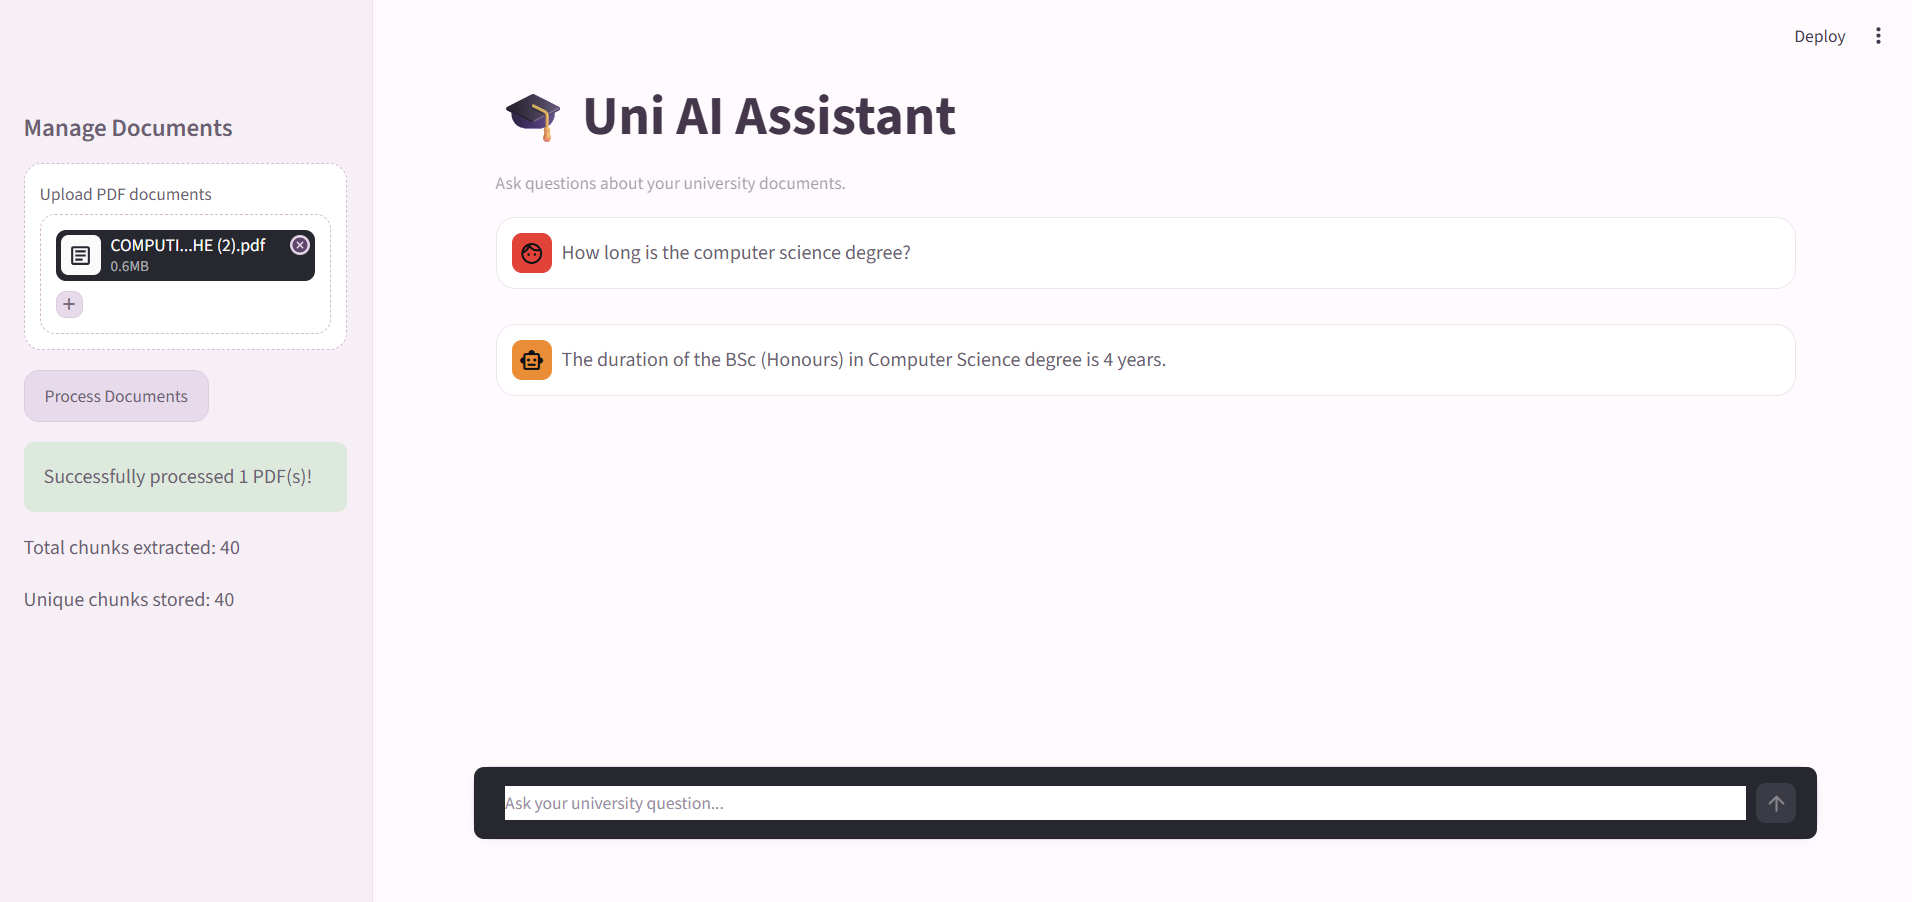 Deploy
Manage Documents
Upload PDF documents
COMPUTI...HE (2).pdf
0.6MB
Process Documents
Successfully processed 1 PDF(s)!
Total chunks extracted: 40
Unique chunks stored: 40
Uni AI Assistant
Ask questions about your university documents.
How long is the computer science degree?
The duration of the BSc (Honours) in Computer Science degree is 4 years.
Ask your university question...